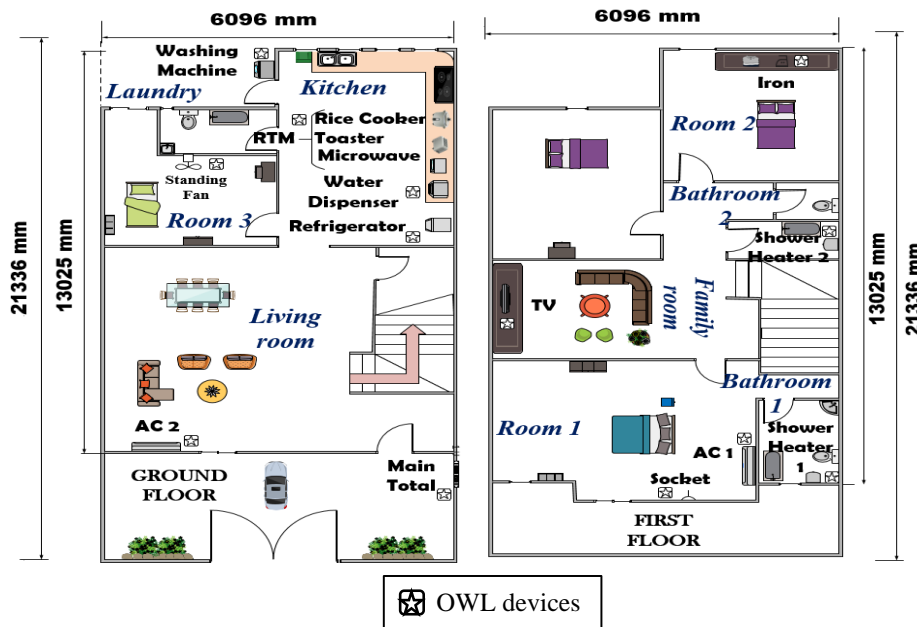 6096 mm
Washing
Machine
Laundry
Kitchen
Rice Cooker
RTM
Toaster
Microwave
Standing
Fan
Water
Dispenser
Room 3
Refrigerator
21336 mm
13025 mm
Living
room
AC 2
GROUND
FLOOR
Main
Total
6096 mm
Iron
Room 2
Bathroom
2
Shower
Heater 2
TV
Family
room
13025 mm
21336 mm
Bathroom
1
Room 1
AC 1
Shower
Heater
1
Socket
FIRST
FLOOR
OWL devices